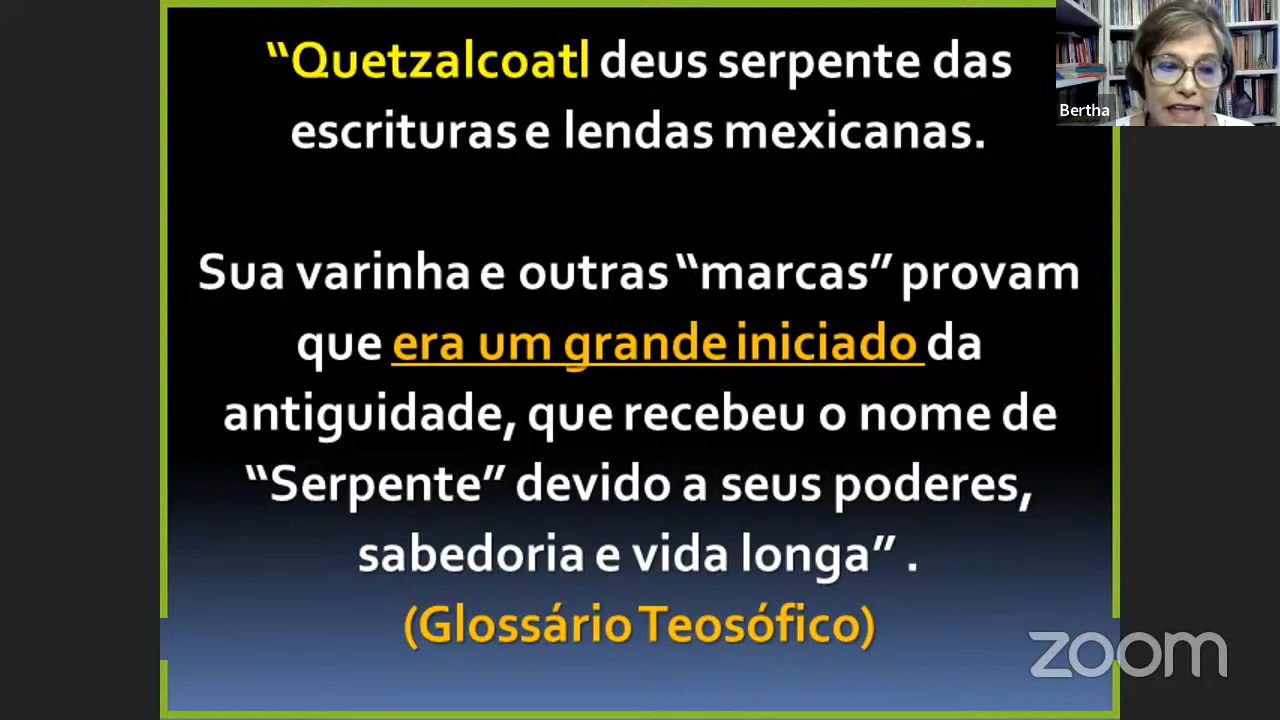 “Quetzalcoatl deus serpente das
escrituras e lendas mexicanas.
Sua varinha e outras “marcas” provam
que era um grande iniciado da
antiguidade, que recebeu o nome de
“Serpente” devido a seus poderes,
sabedoria e vida longa” .
(Glossário Teosófico)
Bertha
zoom